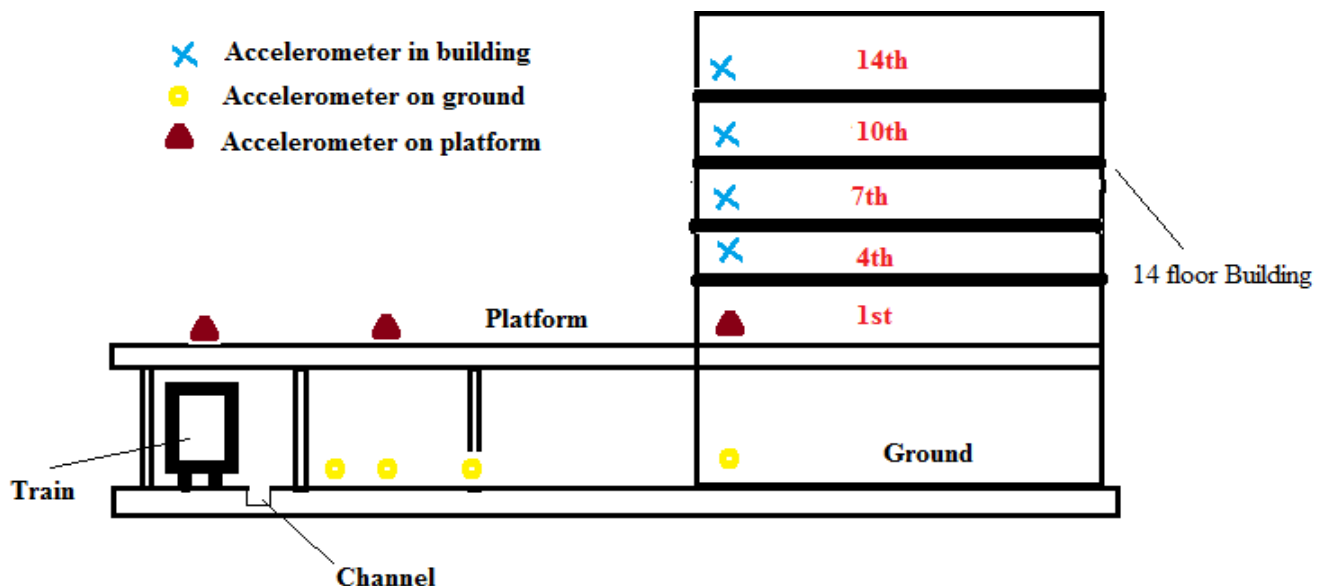 Accelerometer in building
Accelerometer on ground
Accelerometer on platform
14th
10th
7th
4th
14 floor Building
1st
Platform
Ground
Train
Channel